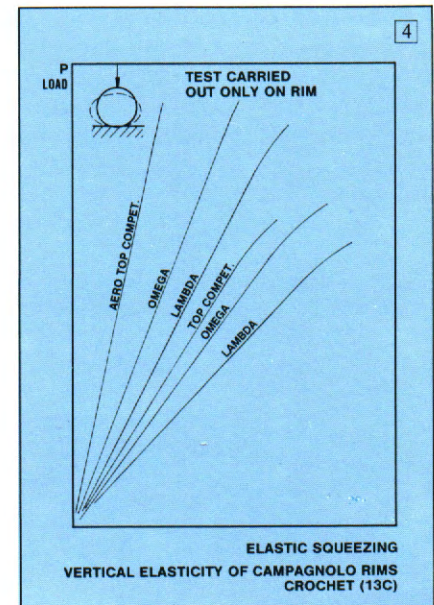 4
P
LOAD
TEST CARRIED
OUT ONLY ON RIM
AERO TOP COMPET.
OMEGA
LAMBDA
TOP COMPET.
OMEGA
LAMBDA
ELASTIC SQUEEZING
VERTICAL ELASTICITY OF CAMPAGNOLO RIMS
CROCHET (13C)